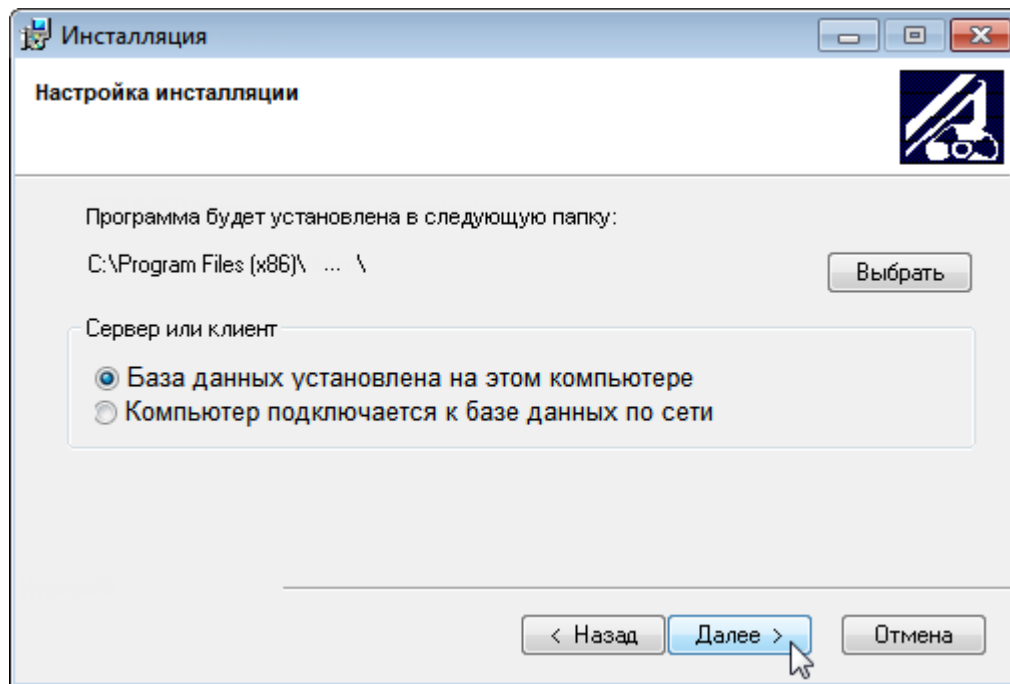 Инсталляция
Настройка инсталляции
Программа будет установлена в следующую папку:
C:\Program Files (x86)\ ... \
Выбрать
Сервер или клиент
База данных установлена на этом компьютере
Компьютер подключается к базе данных по сети
< Назад
Далее >
Отмена